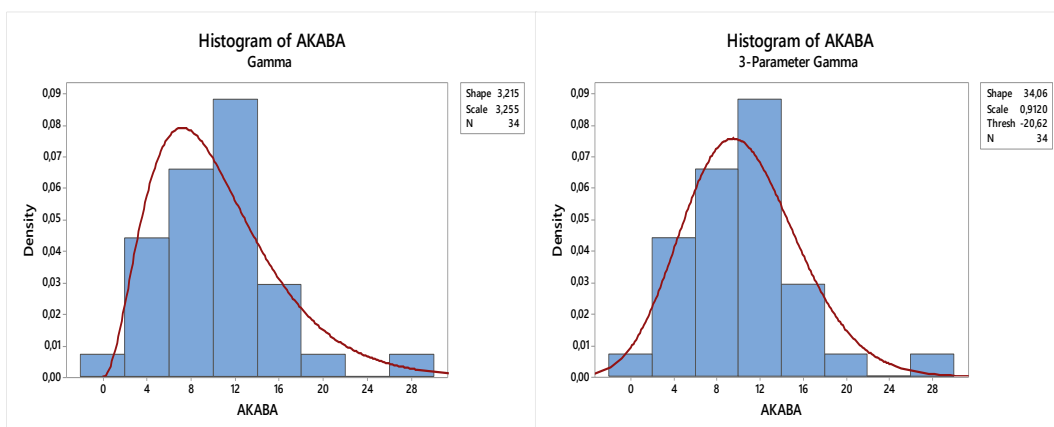 Histogram of AKABA
Gamma
Shape 3,215
Scale 3,255
N 34
0,09
0,08
0,07
0,06
0,05
0,04
0,03
0,02
0,01
0,00
Density
0 4 8 12 16 20 24 28
AKABA
Histogram of AKABA
3-Parameter Gamma
Shape 34,06
Scale 0,9120
Thresh -20,62
N 34
0,09
0,08
0,07
0,06
0,05
0,04
0,03
0,02
0,01
0,00
Density
0 4 8 12 16 20 24 28
AKABA